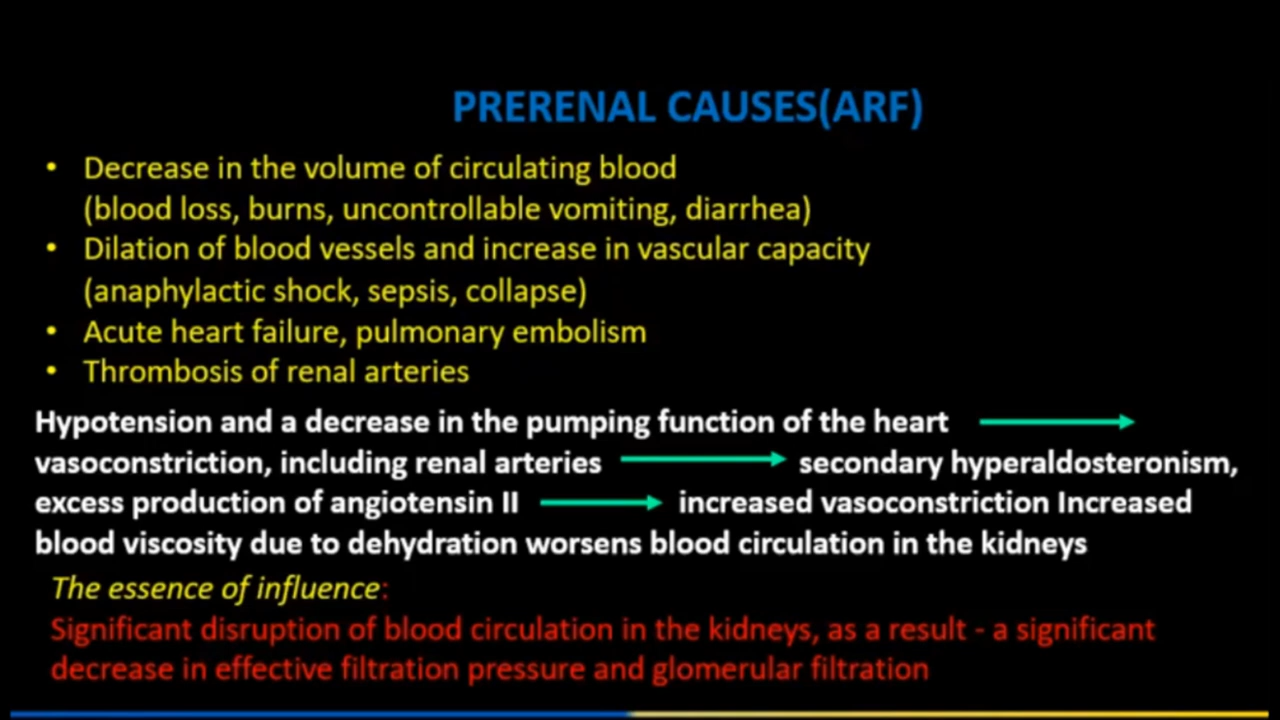 PRERENAL CAUSES(ARF)
• Decrease in the volume of circulating blood
(blood loss, burns, uncontrollable vomiting, diarrhea)
• Dilation of blood vessels and increase in vascular capacity
(anaphylactic shock, sepsis, collapse)
• Acute heart failure, pulmonary embolism
• Thrombosis of renal arteries
Hypotension and a decrease in the pumping function of the heart
vasoconstriction, including renal arteries secondary hyperaldosteronism,
excess production of angiotensin II increased vasoconstriction Increased
blood viscosity due to dehydration worsens blood circulation in the kidneys
The essence of influence:
Significant disruption of blood circulation in the kidneys, as a result - a significant
decrease in effective filtration pressure and glomerular filtration